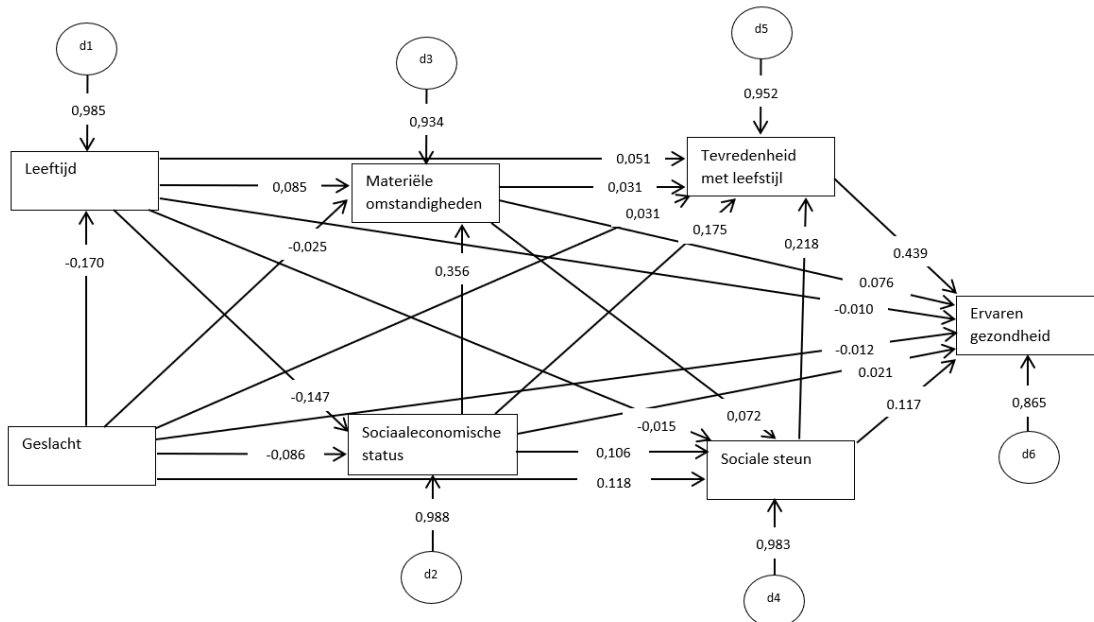 d1
d3
d5
0,985
0,934
0,952
Leeftijd
Materiële
omstandigheden
Tevredenheid
met leefstijl
0,051
0,085
0,031
0,031
0,175
-0,025
-0,170
0,356
0,218
0.439
0.076
-0.010
Ervaren
gezondheid
-0.012
0.021
-0,147
0.117
0,865
Geslacht
-0,086
Sociaaleconomische
status
-0,015
0,072
0,106
0.118
Sociale steun
d6
0,988
0,983
d2
d4